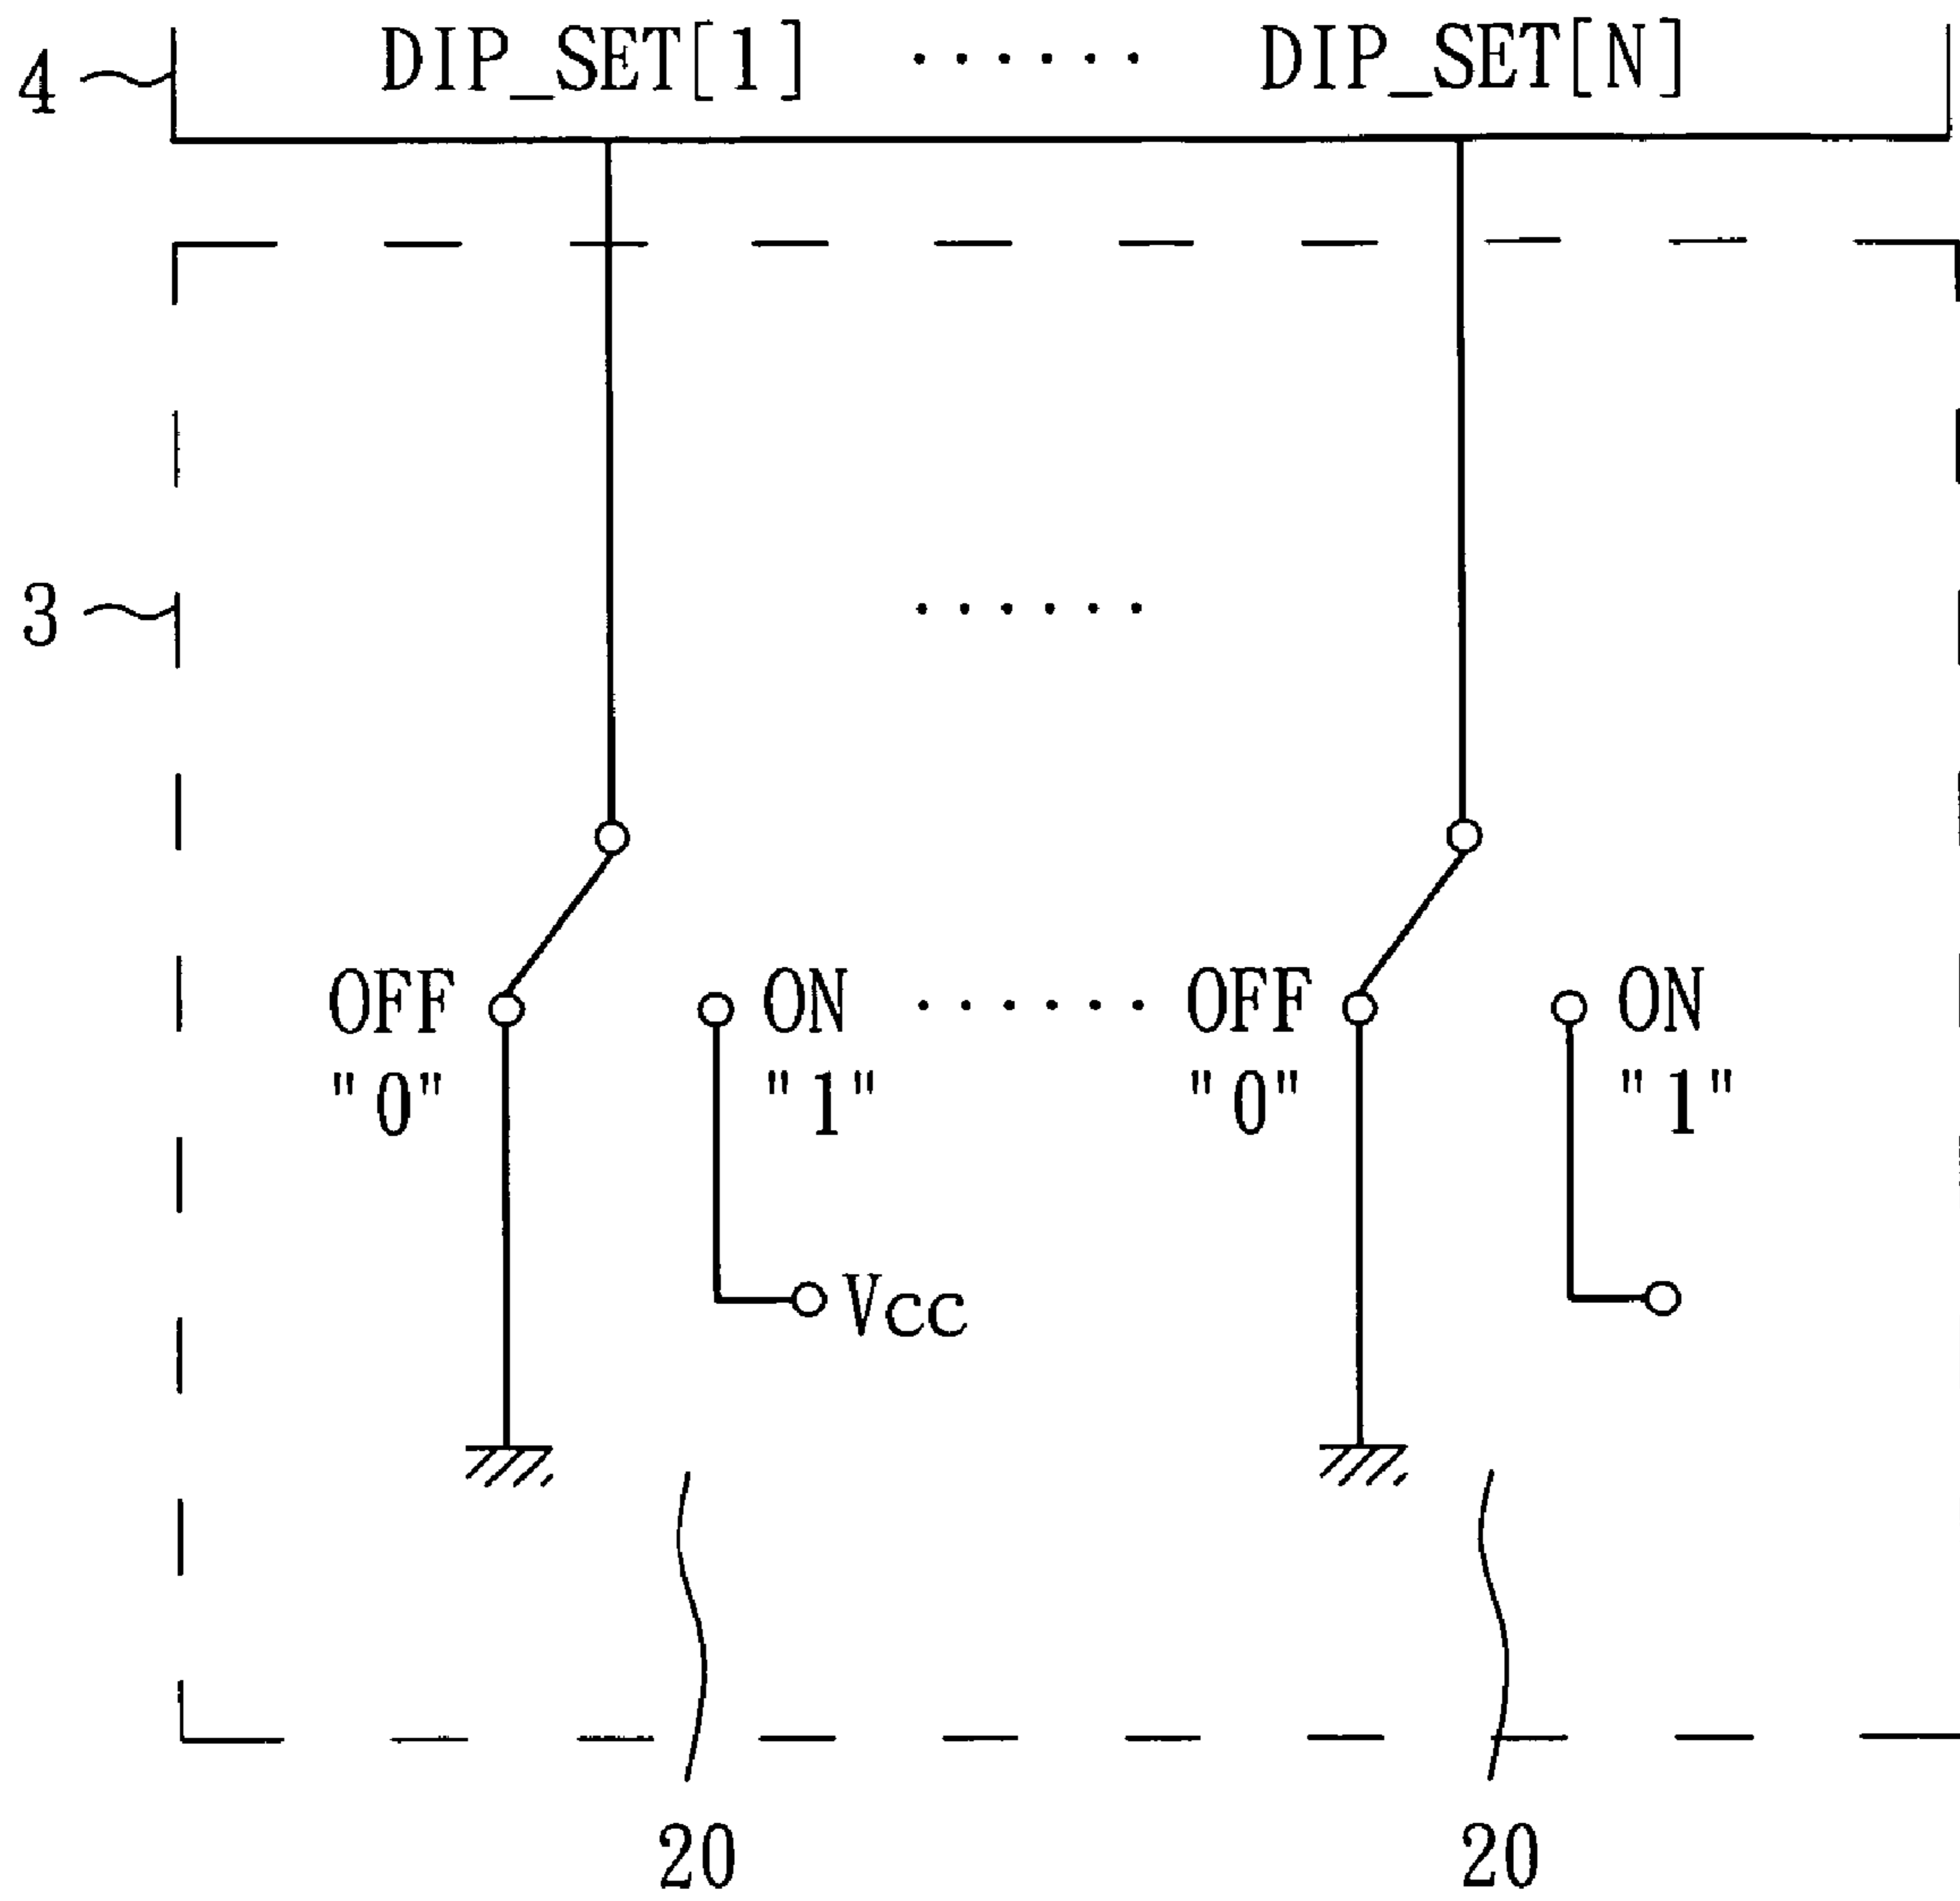 4 DIP_SET[1] ······ DIP_SET[N]
3 ······
OFF ON ······ OFF ON
"0" "1" "0" "1"
Vcc
20 20